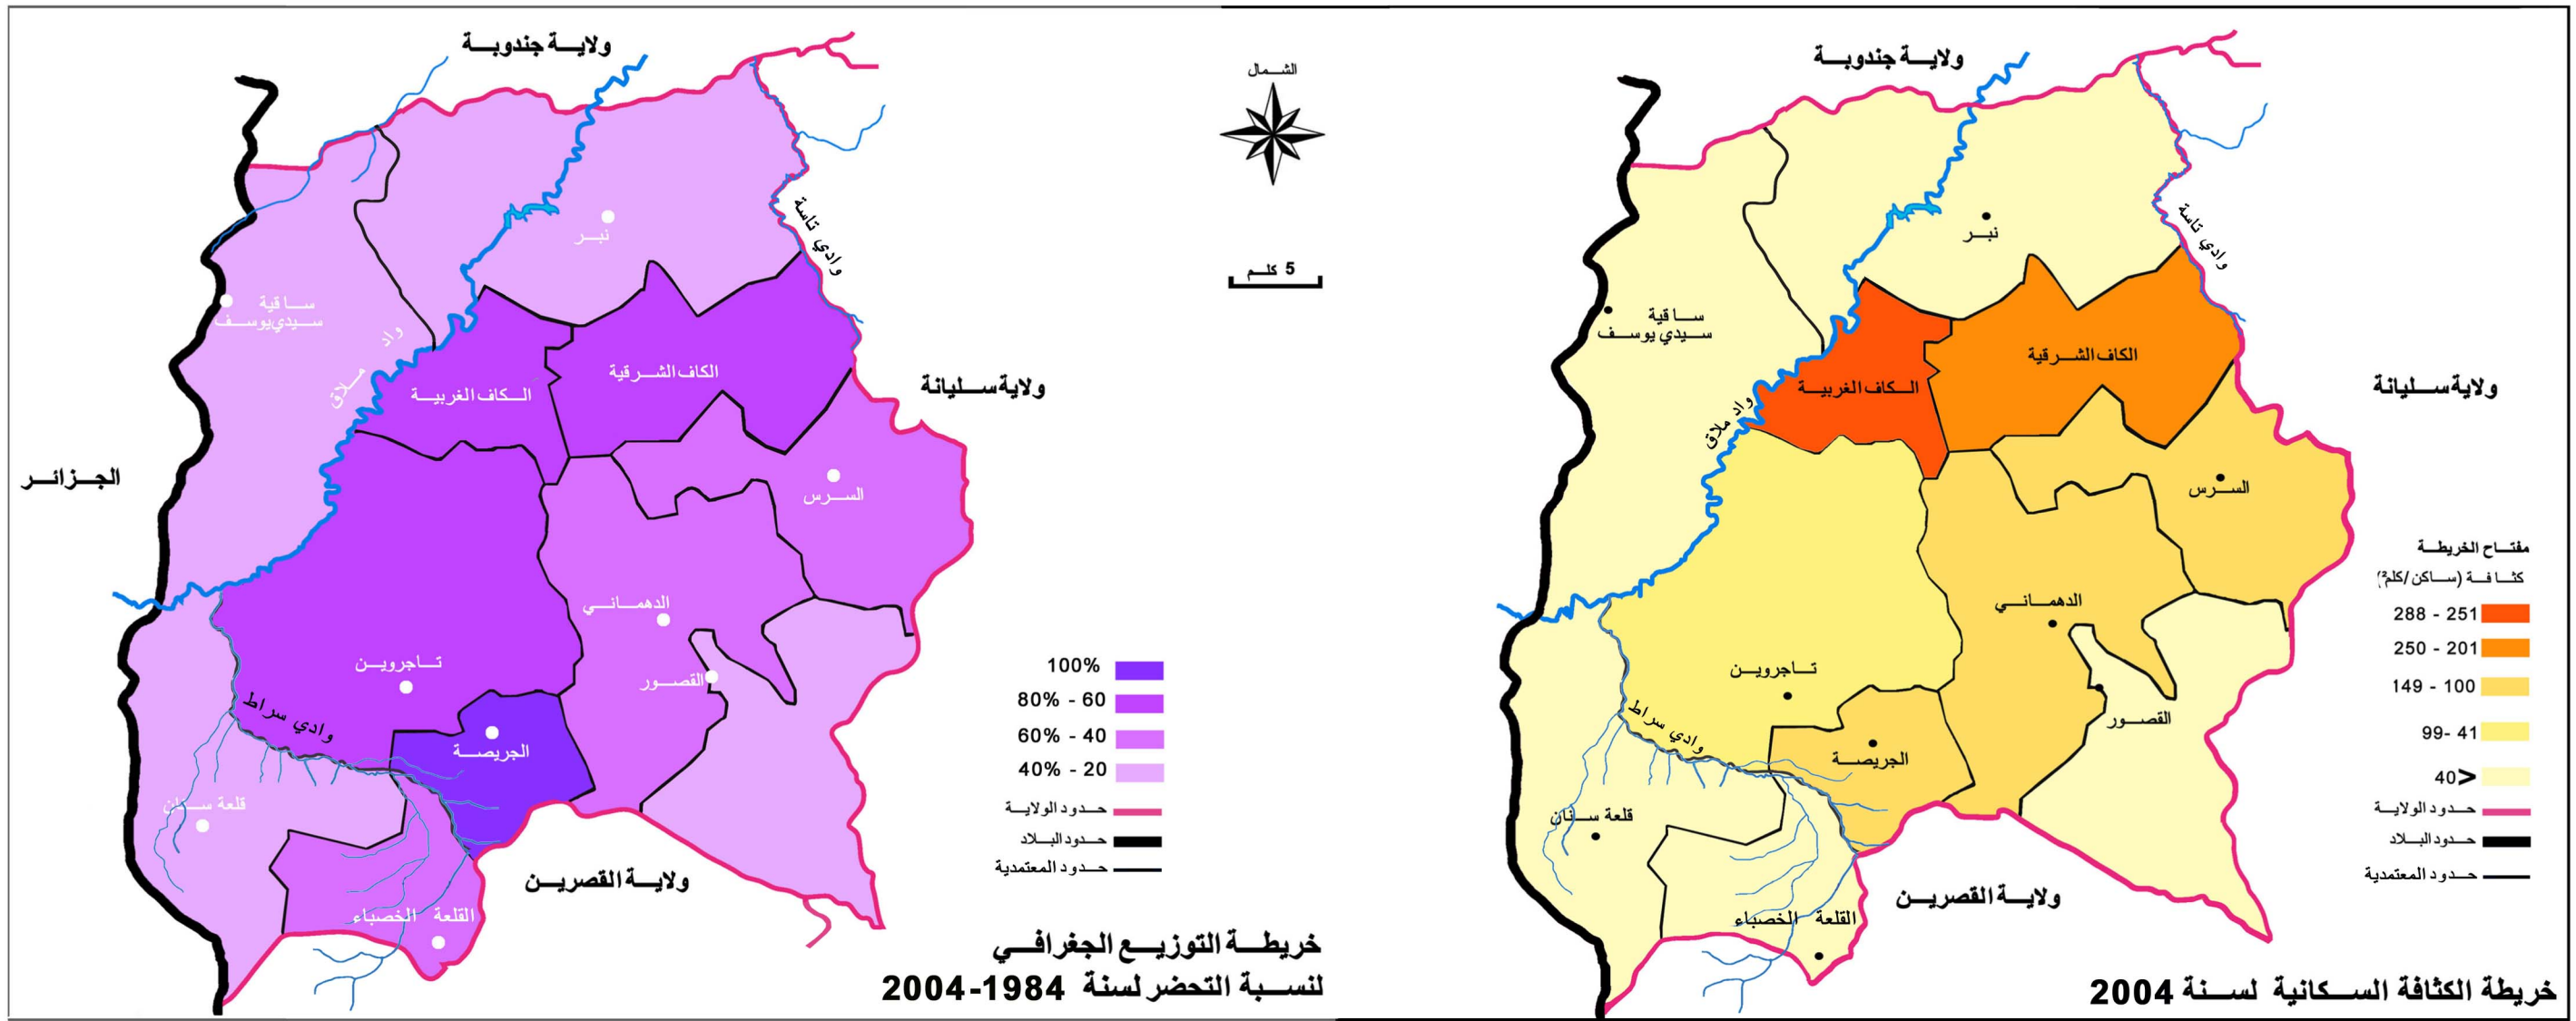 ولاية جندوبة
الشمال
وادي تاسة
نبر
5 كلم
ساقية
سيدي يوسف
واد
ملاق
الكاف الغربية
الكاف الشرقية
ولاية سليانة
الجزائر
السرس
الدهماني
تاجروين
القصور
وادي سراط
الجريصة
قلعة سنان
القلعة الخصباء
ولاية القصرين
100%
80% - 60
60% - 40
40% - 20
حدود الولاية
حدود البلاد
حدود المعتمدية
خريطة التوزيع الجغرافي
لنسبة التحضر لسنة 1984-2004
ولاية جندوبة
وادي تاسة
نبر
ساقية
سيدي يوسف
واد ملاق
الكاف الغربية
الكاف الشرقية
ولاية سليانة
السرس
الدهماني
تاجروين
القصور
وادي سراط
الجريصة
قلعة سنان
القلعة الخصباء
ولاية القصرين
مفتاح الخريطة
كثافة (ساكن/كلم²)
288 - 251
250 - 201
149 - 100
99- 41
40>
حدود الولاية
حدود البلاد
حدود المعتمدية
خريطة الكثافة السكانية لسنة 2004